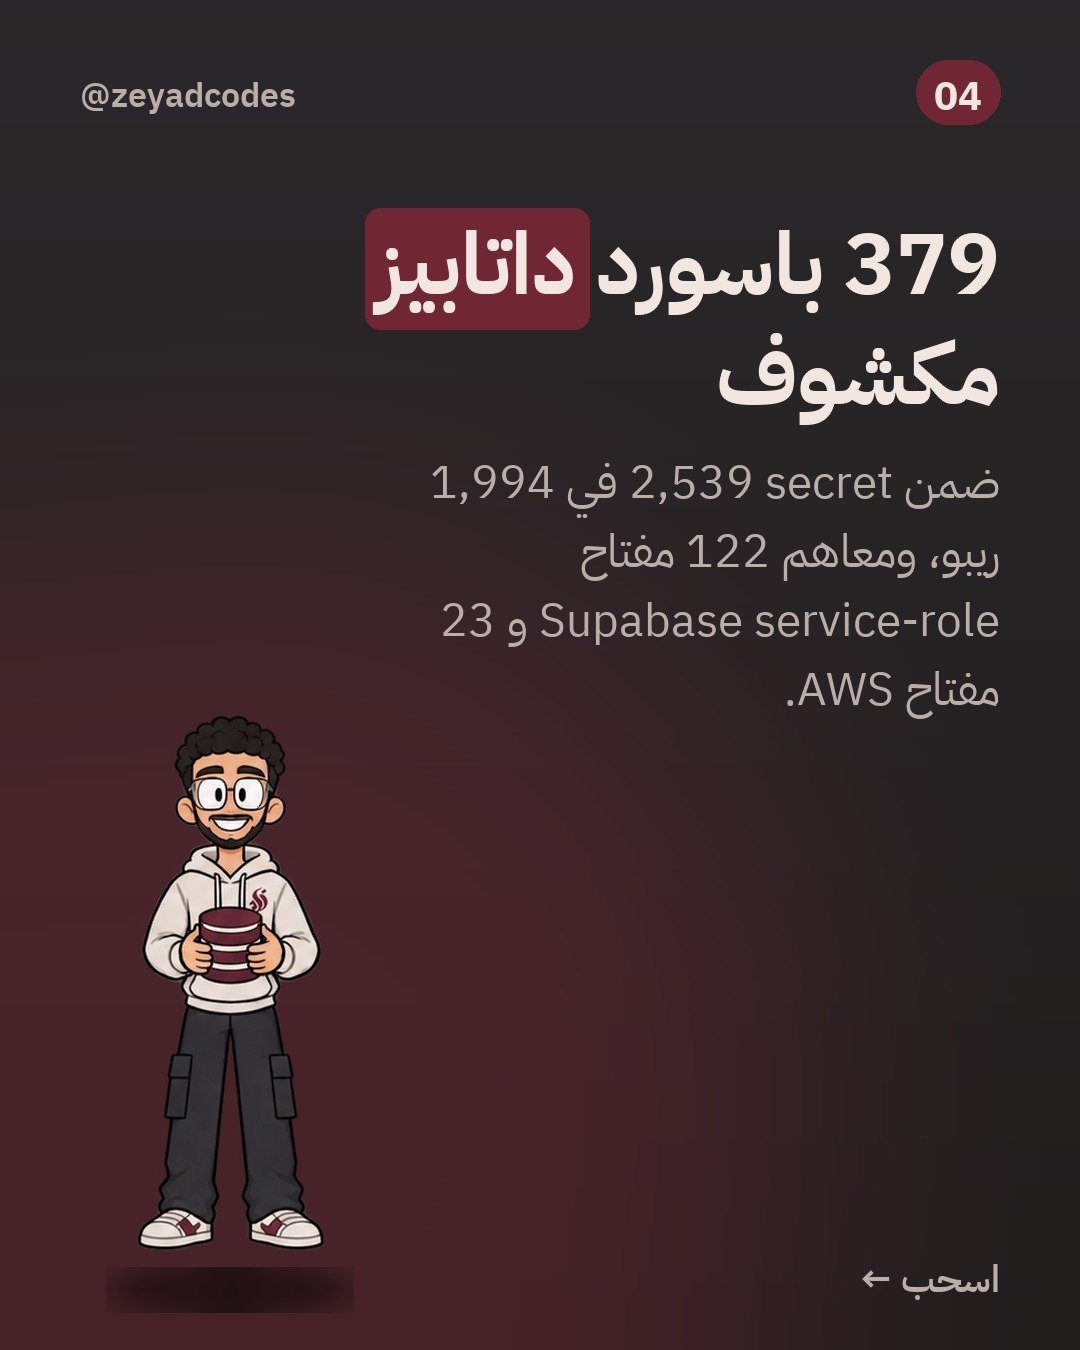 @zeyadcodes
04
379 باسورد داتابيز
مكشوف
ضمن 2,539 secret في 1,994
ريبو، ومعاهم 122 مفتاح
Supabase service-role و 23
مفتاح AWS.
اسحب ←